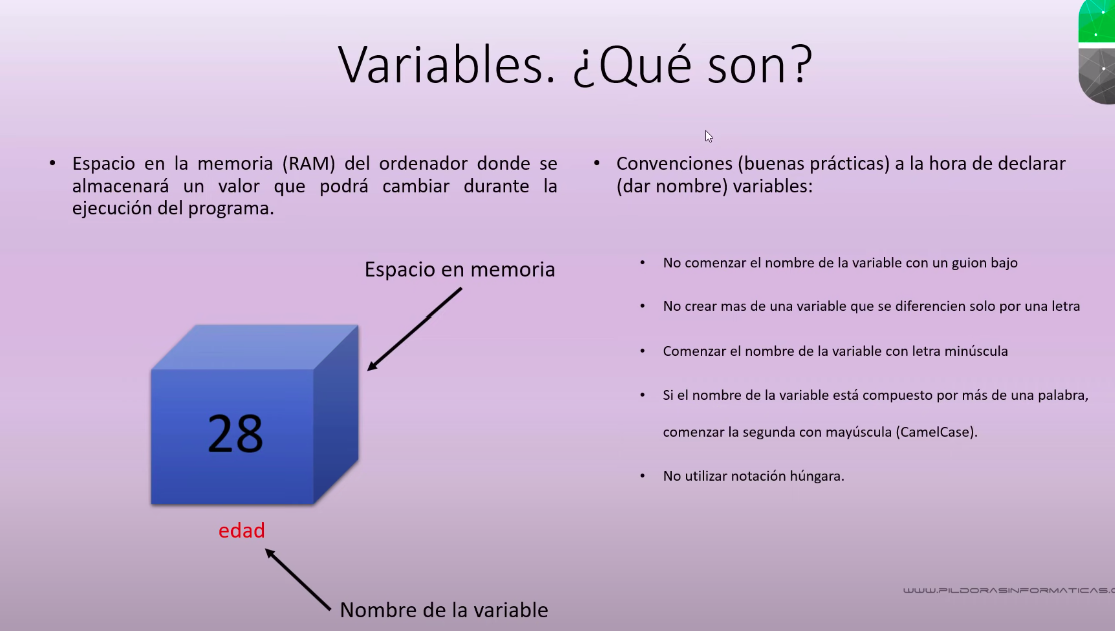 Variables. ¿Qué son?
• Espacio en la memoria (RAM) del ordenador donde se
almacenará un valor que podrá cambiar durante la
ejecución del programa.
Espacio en memoria
28
edad
Nombre de la variable
• Convenciones (buenas prácticas) a la hora de declarar
(dar nombre) variables:
• No comenzar el nombre de la variable con un guion bajo
• No crear mas de una variable que se diferencien solo por una letra
• Comenzar el nombre de la variable con letra minúscula
• Si el nombre de la variable está compuesto por más de una palabra,
comenzar la segunda con mayúscula (CamelCase).
• No utilizar notación húngara.
WWW.PILDORASINFORMATICAS.